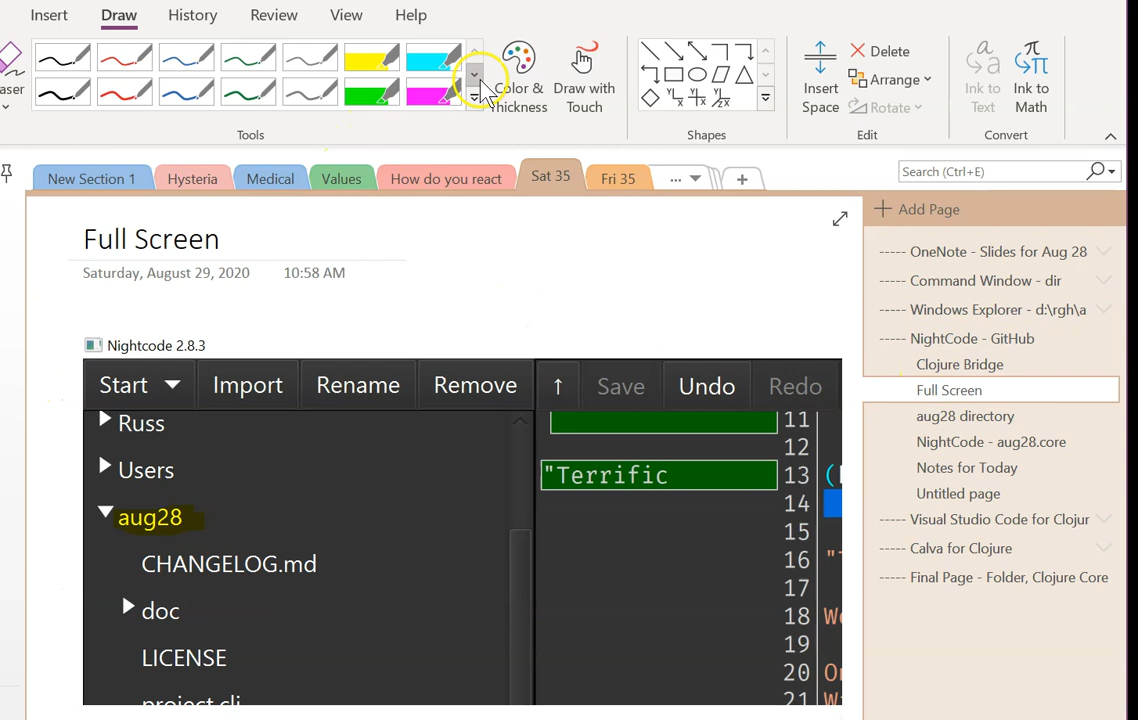 Insert Draw History Review View Help
aser
Color & Thickness
Draw with Touch
Insert Space
Delete
Arrange
Rotate
Ink to Text
Ink to Math
Tools Shapes Edit Convert
New Section 1 Hysteria Medical Values How do you react Sat 35 Fri 35 ... +
Search (Ctrl+E)
Full Screen
Saturday, August 29, 2020 10:58 AM
Nightcode 2.8.3
Start Import Rename Remove ↑ Save Undo Redo
Russ
Users
aug28
CHANGELOG.md
doc
LICENSE
project.clj
11
12
"Terrific 13 (
14
15
16 "
17
18 We
19
20 O
21 W
Add Page
----- OneNote - Slides for Aug 28
----- Command Window - dir
----- Windows Explorer - d:\rgh\a
----- NightCode - GitHub
Clojure Bridge
Full Screen
aug28 directory
NightCode - aug28.core
Notes for Today
Untitled page
----- Visual Studio Code for Clojur
----- Calva for Clojure
----- Final Page - Folder, Clojure Core